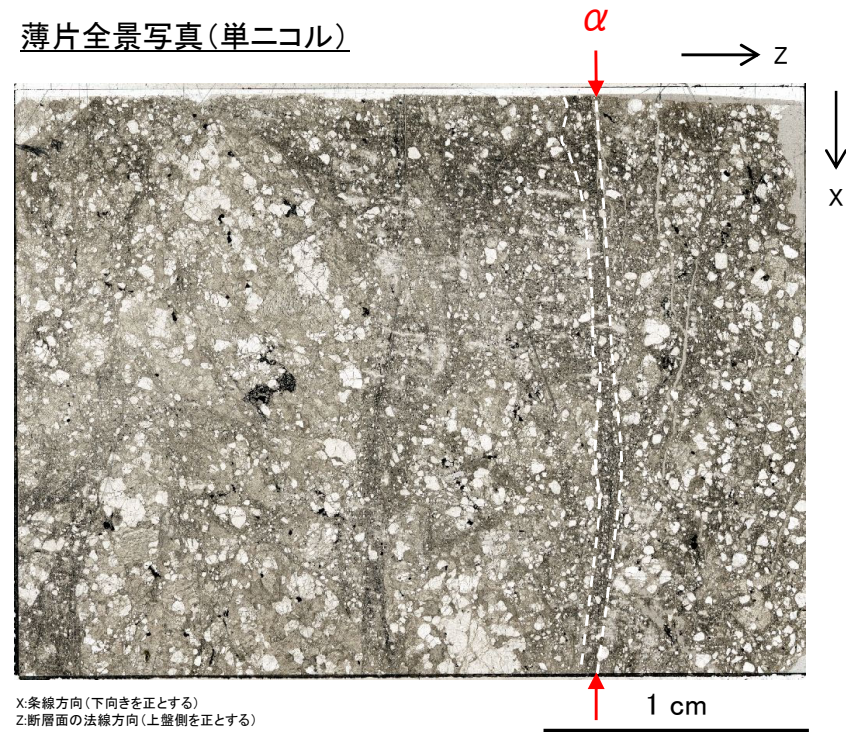 薄片全景写真(単ニコル)
α
Z
X
X:条線方向(下向きを正とする)
Z:断層面の法線方向(上盤側を正とする)
1 cm